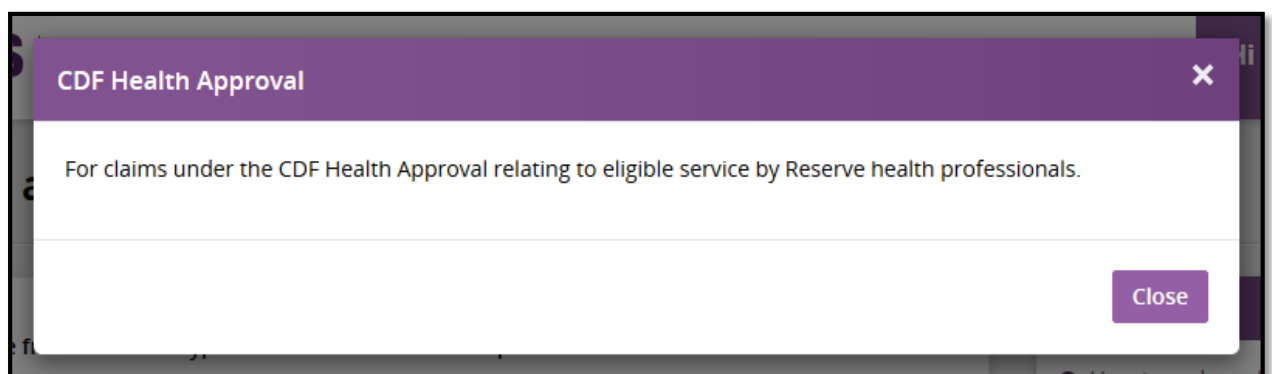 Hi
CDF Health Approval
For claims under the CDF Health Approval relating to eligible service by Reserve health professionals.
Close